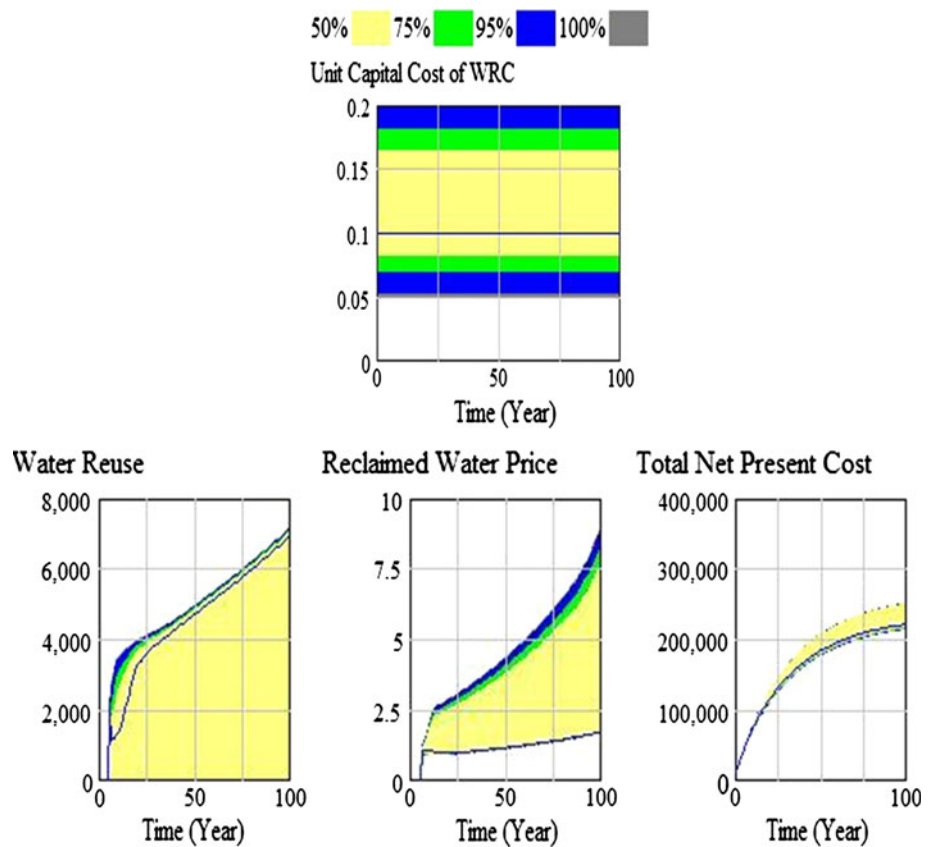 50% 75% 95% 100%
Unit Capital Cost of WRC
0.2
0.15
0.1
0.05
0
0 50 100
Time (Year)
Water Reuse
8,000
6,000
4,000
2,000
0
0 50 100
Time (Year)
Reclaimed Water Price
10
7.5
5
2.5
0
0 50 100
Time (Year)
Total Net Present Cost
400,000
300,000
200,000
100,000
0
0 50 100
Time (Year)